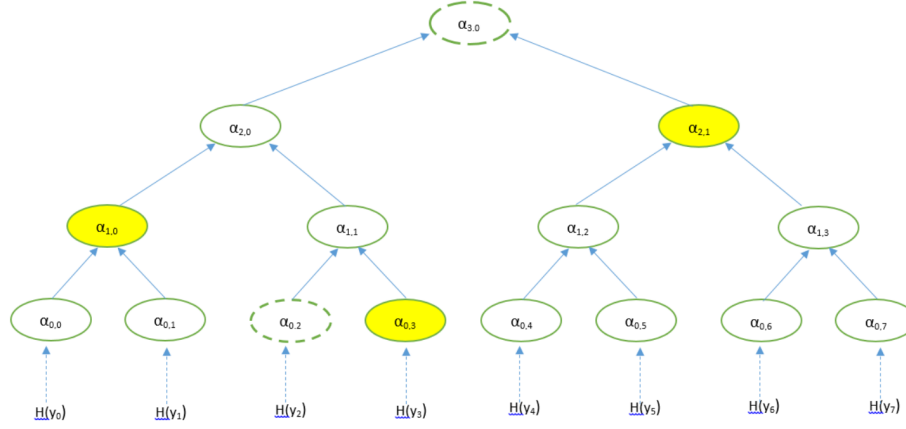 α3.0
α2,0 α2,1
α1,0 α1,1 α1,2 α1,3
α0,0 α0,1 α0.2 α0,3 α0,4 α0,5 α0,6 α0,7
H(y0) H(y1) H(y2) H(y3) H(y4) H(y5) H(y6) H(y7)